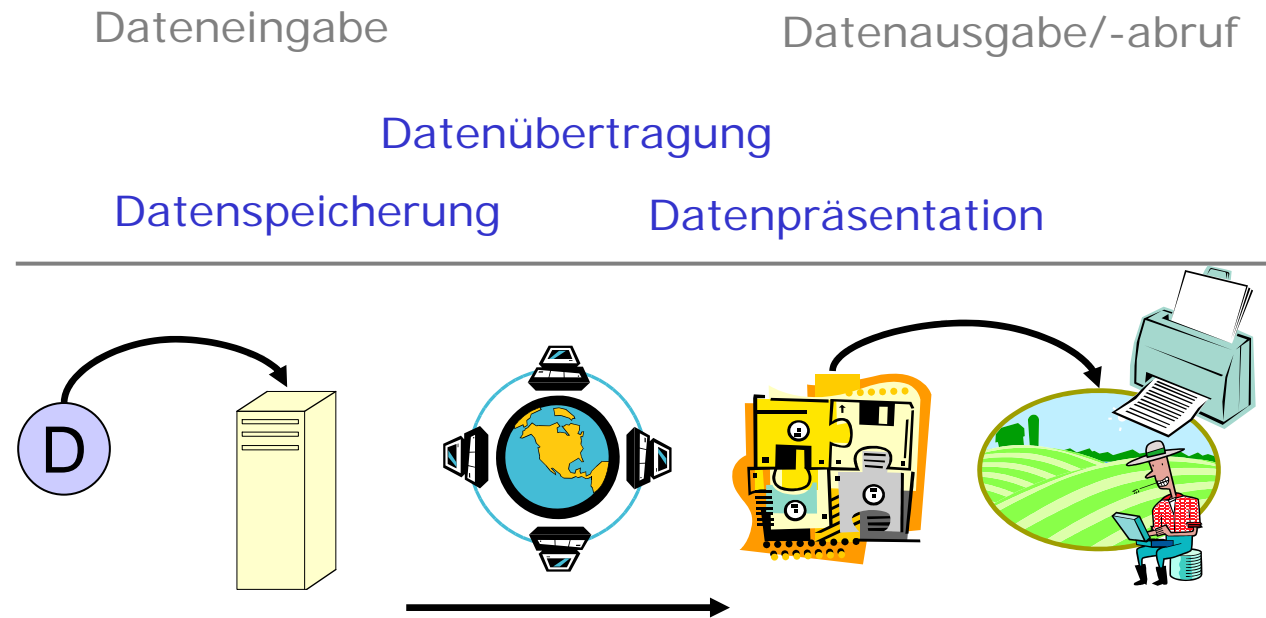 Dateneingabe
Datenausgabe/-abruf
Datenübertragung
Datenspeicherung
Datenpräsentation
D